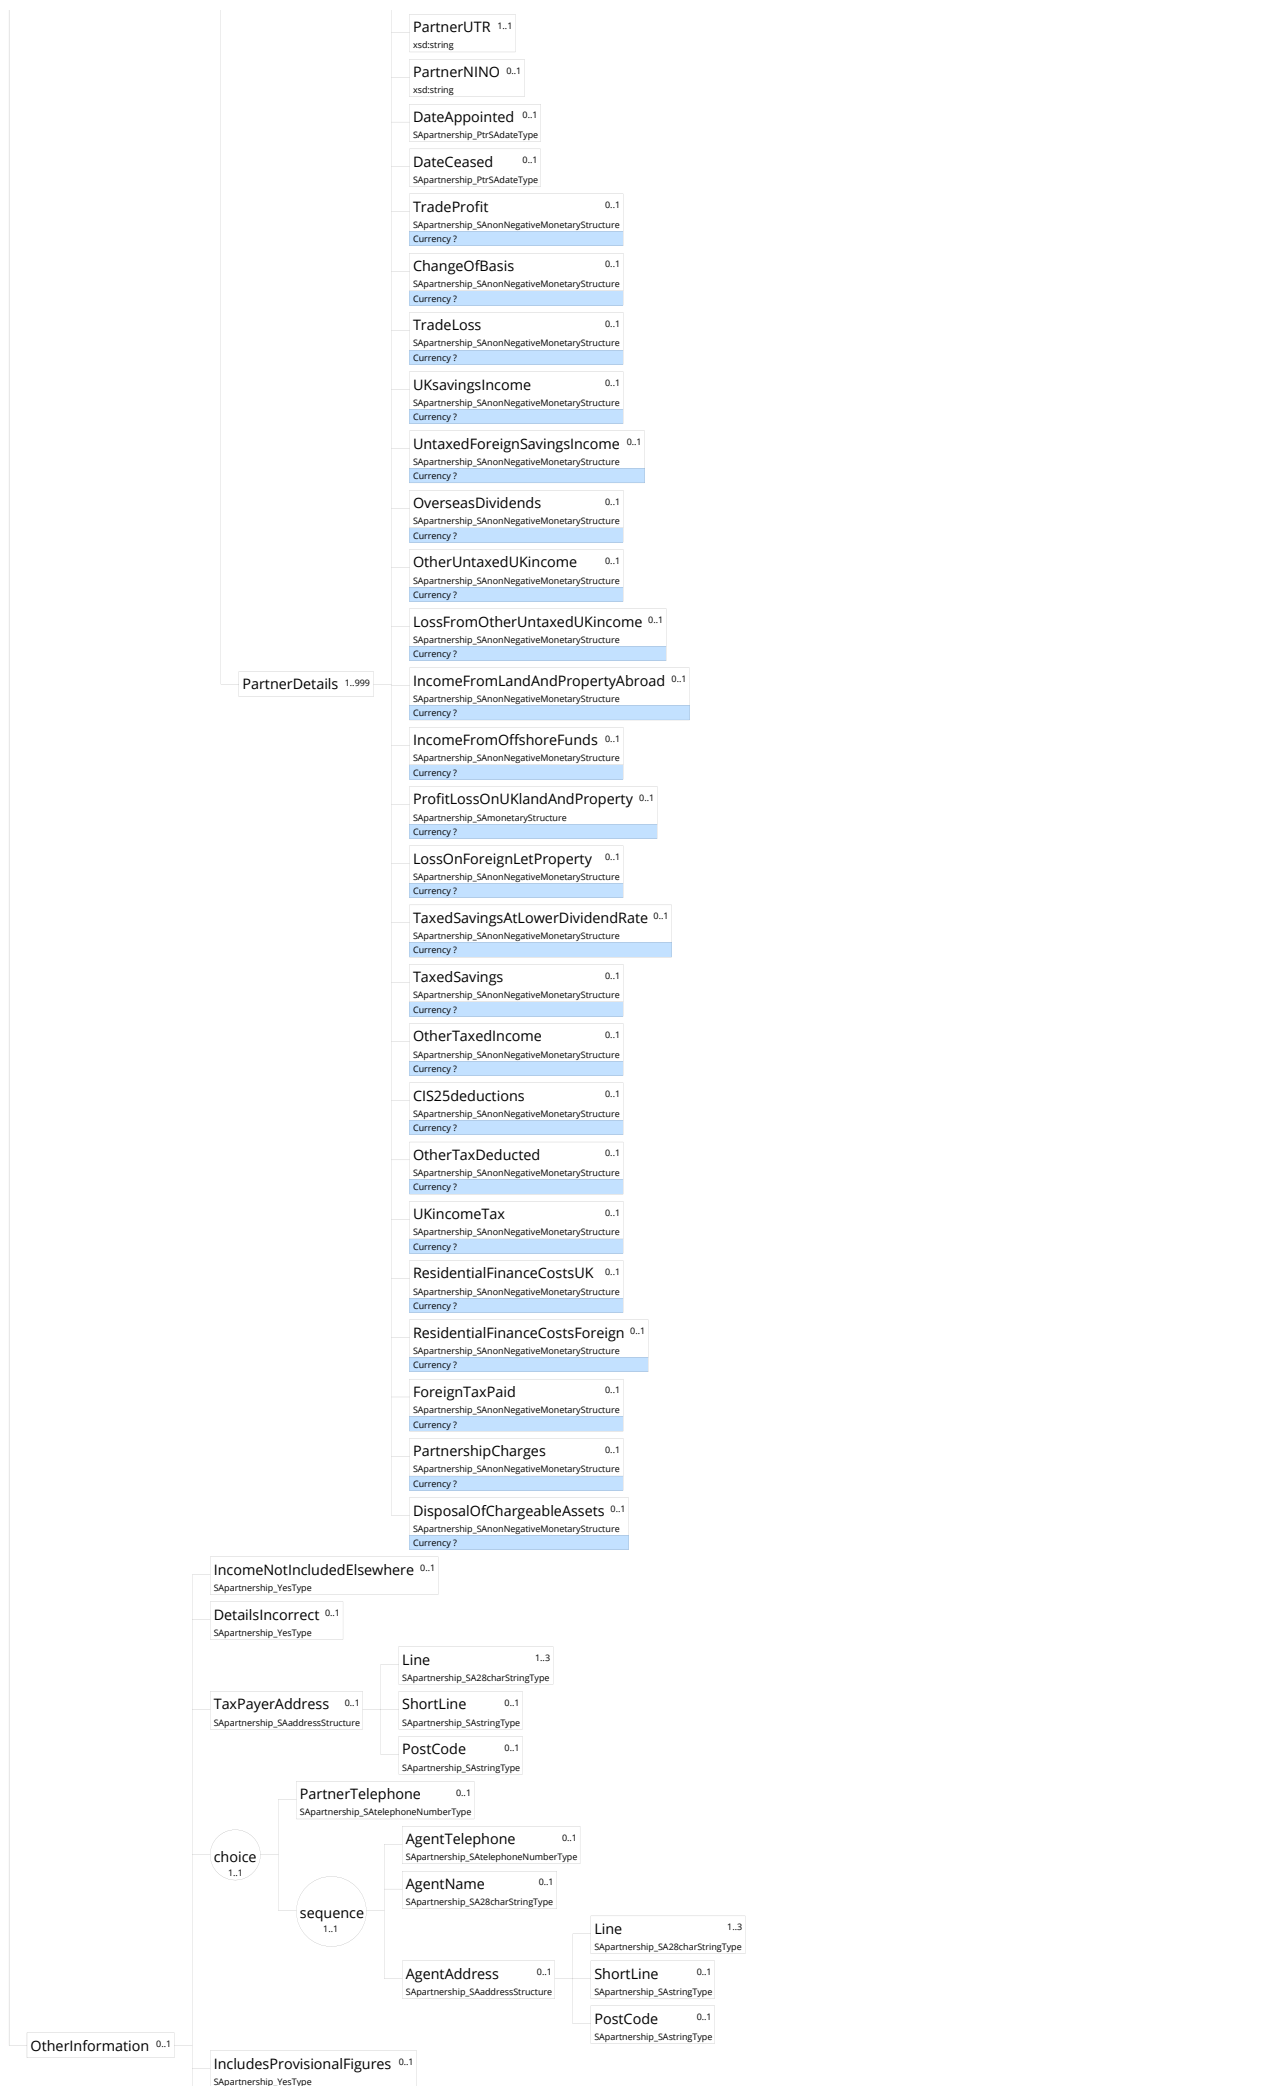 PartnerUTR 1..1
xsd:string
PartnerNINO 0..1
xsd:string
DateAppointed 0..1
SApartnership_PtrSAdateType
DateCeased 0..1
SApartnership_PtrSAdateType
TradeProfit 0..1
SApartnership_SAnonNegativeMonetaryStructure
Currency ?
ChangeOfBasis 0..1
SApartnership_SAnonNegativeMonetaryStructure
Currency ?
TradeLoss 0..1
SApartnership_SAnonNegativeMonetaryStructure
Currency ?
UKsavingsIncome 0..1
SApartnership_SAnonNegativeMonetaryStructure
Currency ?
UntaxedForeignSavingsIncome 0..1
SApartnership_SAnonNegativeMonetaryStructure
Currency ?
OverseasDividends 0..1
SApartnership_SAnonNegativeMonetaryStructure
Currency ?
OtherUntaxedUKincome 0..1
SApartnership_SAnonNegativeMonetaryStructure
Currency ?
LossFromOtherUntaxedUKincome 0..1
SApartnership_SAnonNegativeMonetaryStructure
Currency ?
PartnerDetails 1..999
IncomeFromLandAndPropertyAbroad 0..1
SApartnership_SAnonNegativeMonetaryStructure
Currency ?
IncomeFromOffshoreFunds 0..1
SApartnership_SAnonNegativeMonetaryStructure
Currency ?
ProfitLossOnUKlandAndProperty 0..1
SApartnership_SAmonetaryStructure
Currency ?
LossOnForeignLetProperty 0..1
SApartnership_SAnonNegativeMonetaryStructure
Currency ?
TaxedSavingsAtLowerDividendRate 0..1
SApartnership_SAnonNegativeMonetaryStructure
Currency ?
TaxedSavings 0..1
SApartnership_SAnonNegativeMonetaryStructure
Currency ?
OtherTaxedIncome 0..1
SApartnership_SAnonNegativeMonetaryStructure
Currency ?
CIS25deductions 0..1
SApartnership_SAnonNegativeMonetaryStructure
Currency ?
OtherTaxDeducted 0..1
SApartnership_SAnonNegativeMonetaryStructure
Currency ?
UKincomeTax 0..1
SApartnership_SAnonNegativeMonetaryStructure
Currency ?
ResidentialFinanceCostsUK 0..1
SApartnership_SAnonNegativeMonetaryStructure
Currency ?
ResidentialFinanceCostsForeign 0..1
SApartnership_SAnonNegativeMonetaryStructure
Currency ?
ForeignTaxPaid 0..1
SApartnership_SAnonNegativeMonetaryStructure
Currency ?
PartnershipCharges 0..1
SApartnership_SAnonNegativeMonetaryStructure
Currency ?
DisposalOfChargeableAssets 0..1
SApartnership_SAnonNegativeMonetaryStructure
Currency ?
IncomeNotIncludedElsewhere 0..1
SApartnership_YesType
DetailsIncorrect 0..1
SApartnership_YesType
Line 1..3
SApartnership_SA28charStringType
TaxPayerAddress 0..1
SApartnership_SAaddressStructure
ShortLine 0..1
SApartnership_SAstringType
PostCode 0..1
SApartnership_SAstringType
PartnerTelephone 0..1
SApartnership_SAtelephoneNumberType
choice
1..1
AgentTelephone 0..1
SApartnership_SAtelephoneNumberType
AgentName 0..1
SApartnership_SA28charStringType
sequence
1..1
Line 1..3
SApartnership_SA28charStringType
AgentAddress 0..1
SApartnership_SAaddressStructure
ShortLine 0..1
SApartnership_SAstringType
PostCode 0..1
SApartnership_SAstringType
OtherInformation 0..1
IncludesProvisionalFigures 0..1
SApartnership_YesType